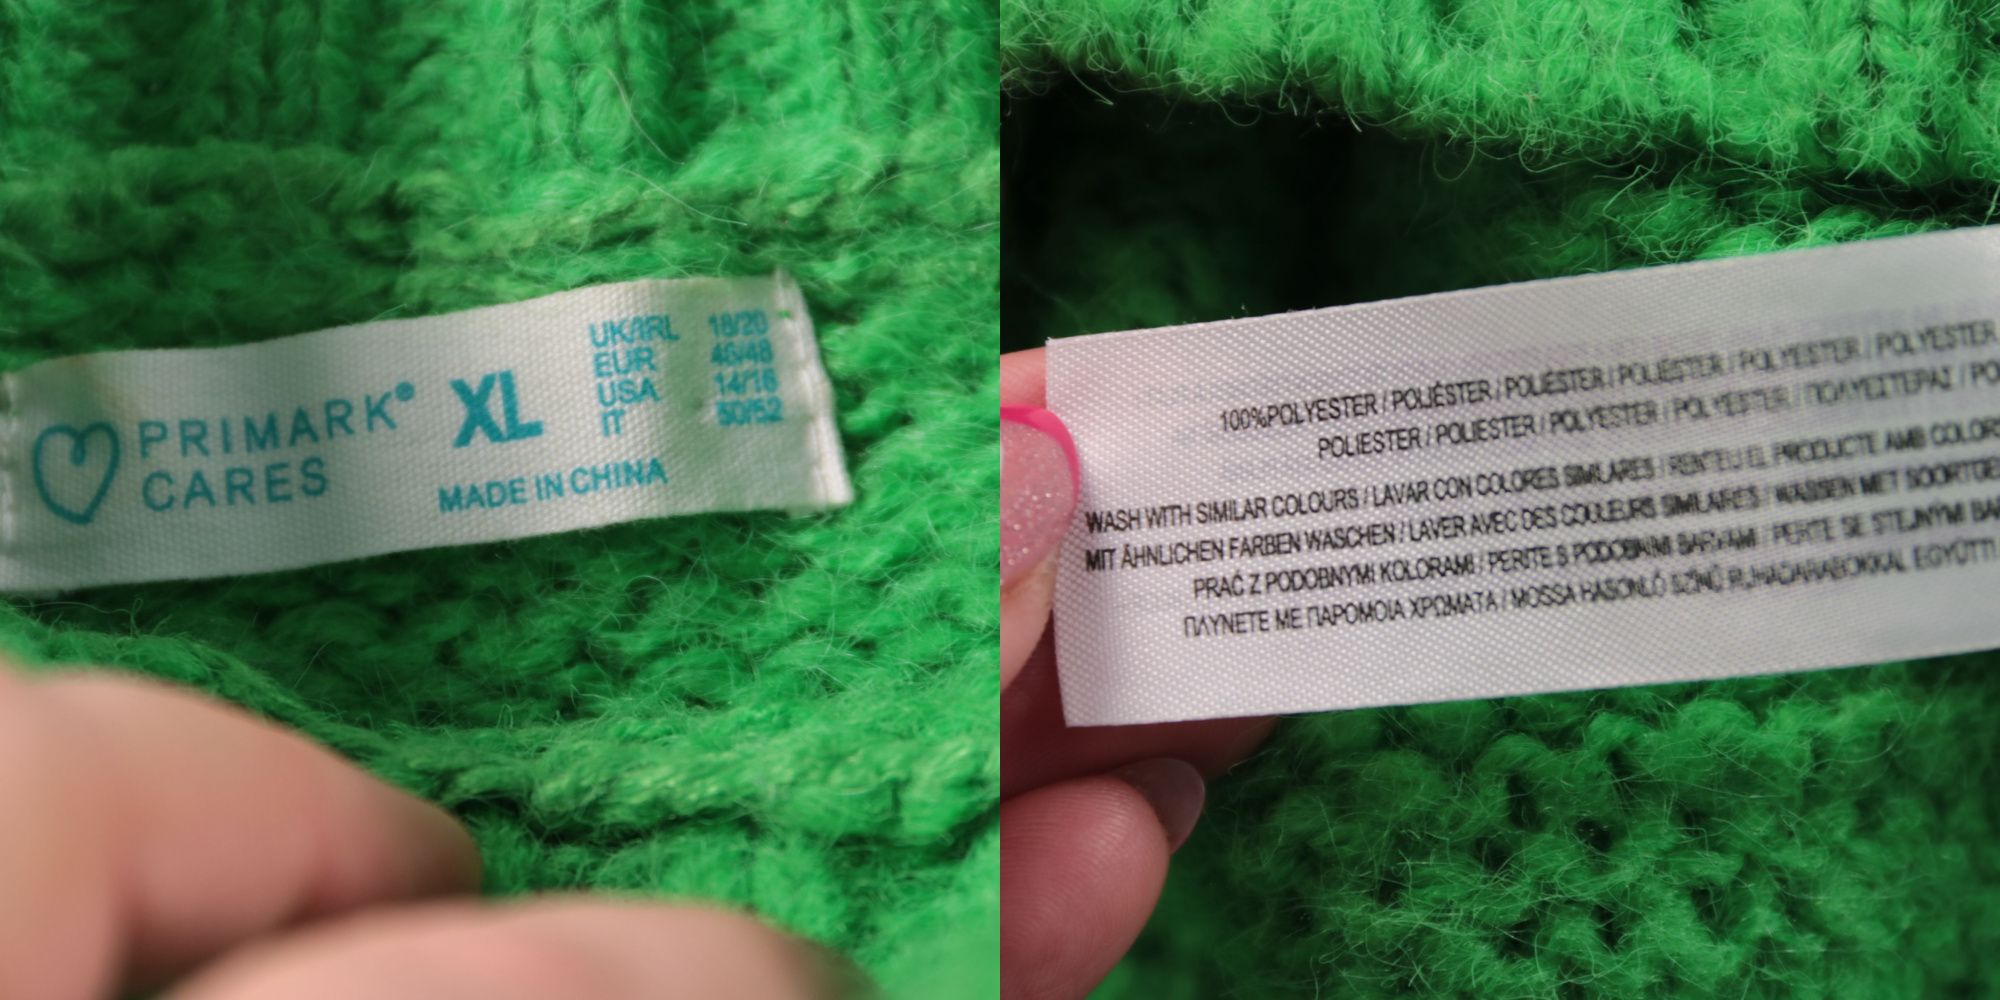 PRIMARK®
CARES
XL
UK/IRL 18/20
EUR 46/48
USA 14/16
IT 50/52
MADE IN CHINA
100%POLYESTER / POLIÉSTER / POLIÈSTER / POLIÉSTER / POLYESTER / POLYESTER
POLIESTER / POLIESTER / POLYESTER / POLYESTER / ΠΟΛΥΕΣΤΕΡΑΣ /
WASH WITH SIMILAR COLOURS / LAVAR CON COLORES SIMILARES / RENTEU EL PRODUCTE AMB COLORS
MIT ÄHNLICHEN FARBEN WASCHEN / LAVER AVEC DES COULEURS SIMILAIRES / WASSEN MET
PRAĆ Z PODOBNYMI KOLORAMI / PERITE S PODOBNIMI BARVAMI / PERTE SE STEJNÝMI
ΠΛΥΝΕΤΕ ΜΕ ΠΑΡΟΜΟΙΑ ΧΡΩΜΑΤΑ / MOSSA HASONLÓ SZÍNŰ RUHADARABOKKAL EGYÜTT